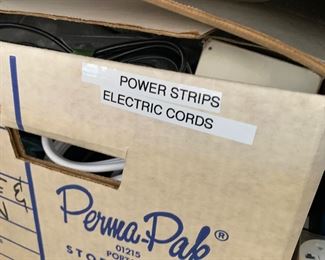 POWER STRIPS
ELECTRIC CORDS
Perma-Pak®
01215